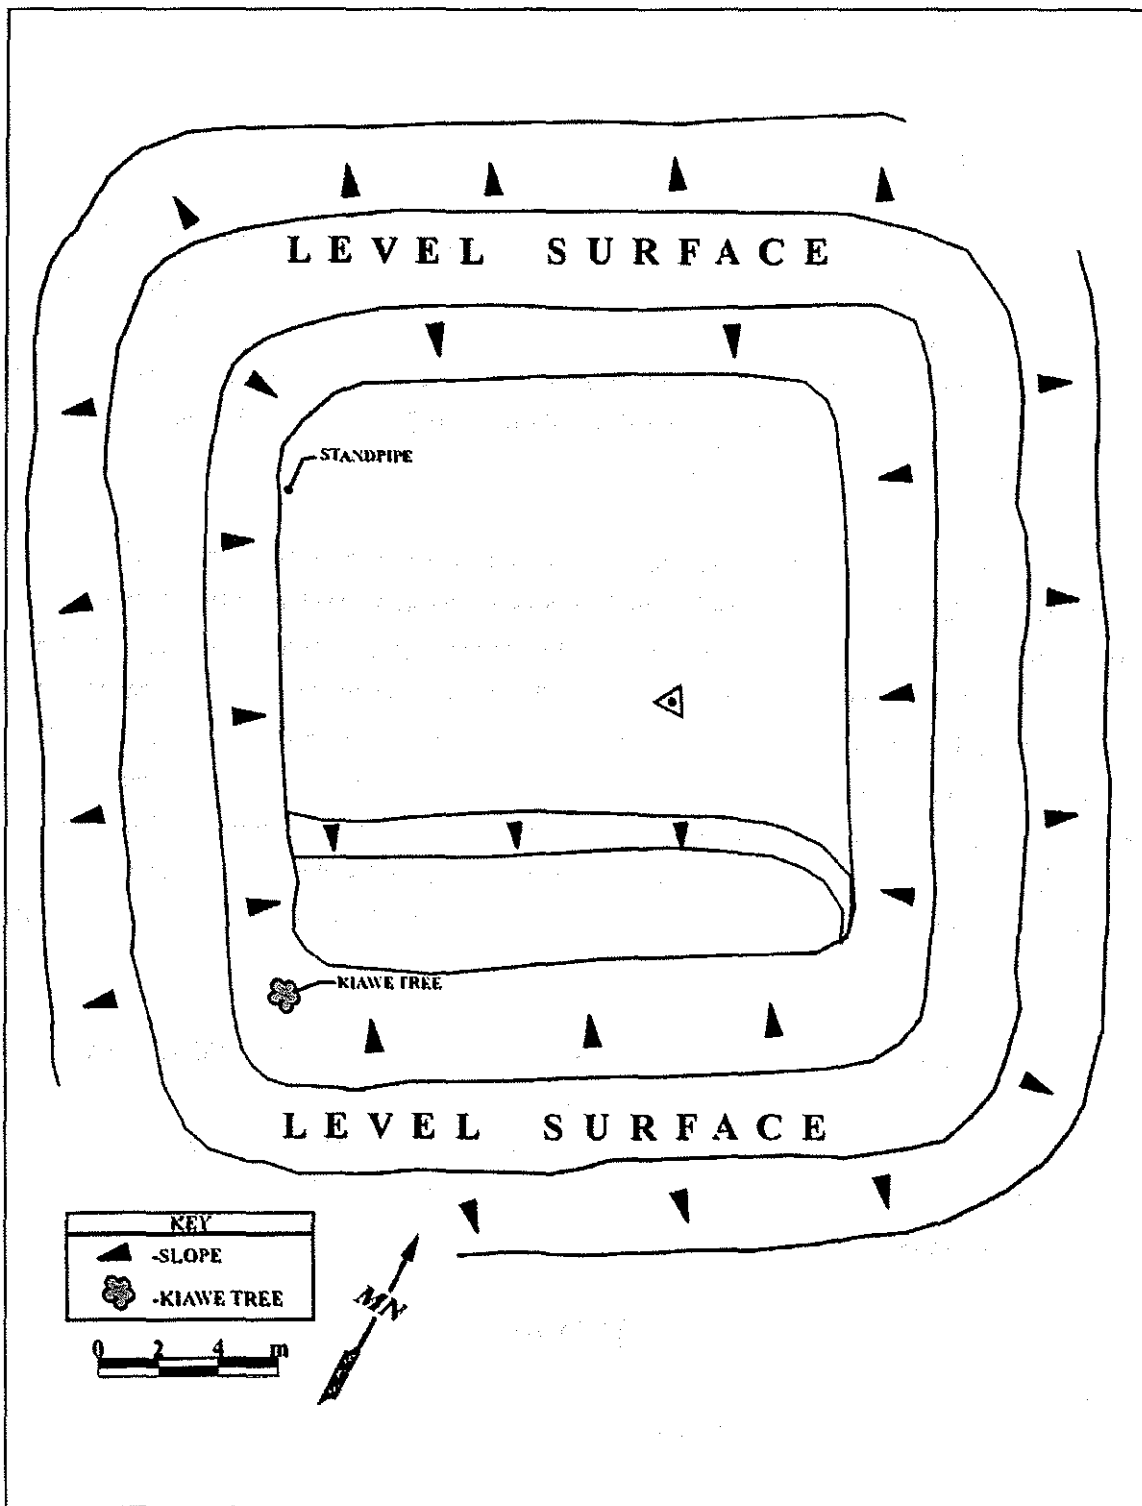 LEVEL SURFACE
STANDPIPE
KIAWE TREE
LEVEL SURFACE
KEY
-SLOPE
-KIAWE TREE
0 2 4 m
MN